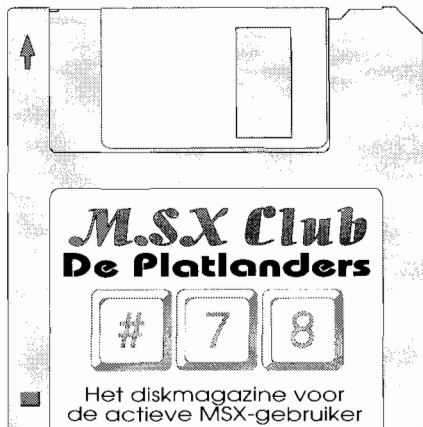 M.S.X Club
De Platlanders
# 7 8
Het diskmagazine voor
de actieve MSX-gebruiker